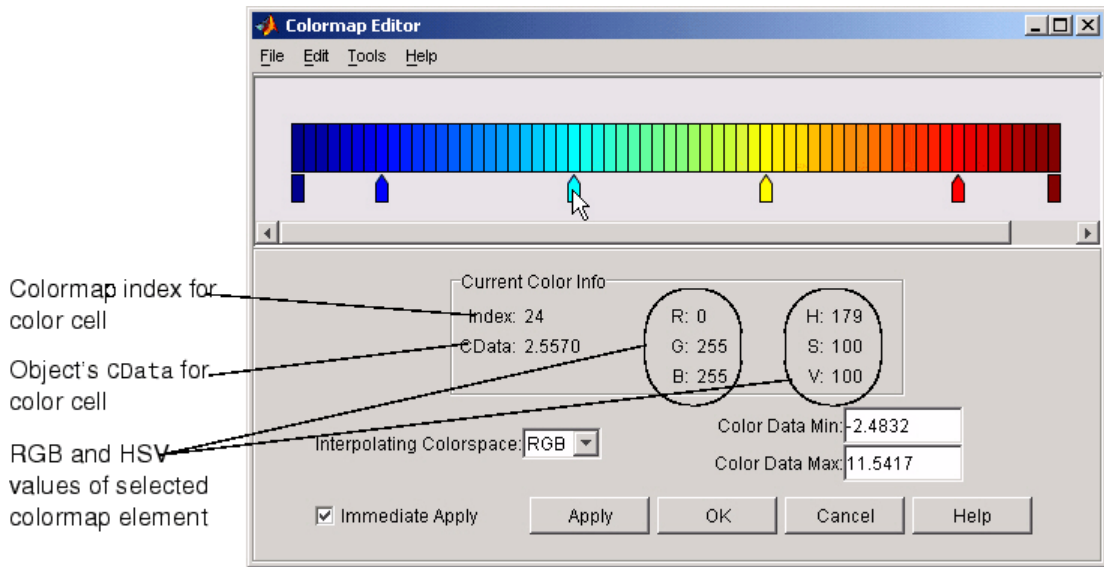 Colormap Editor
File Edit Tools Help
Colormap index for
color cell
Object's CData for
color cell
RGB and HSV
values of selected
colormap element
Current Color Info
Index: 24
CData: 2.5570
R: 0
G: 255
B: 255
H: 179
S: 100
V: 100
Interpolating Colorspace: RGB
Color Data Min: -2.4832
Color Data Max: 11.5417
Immediate Apply
Apply
OK
Cancel
Help